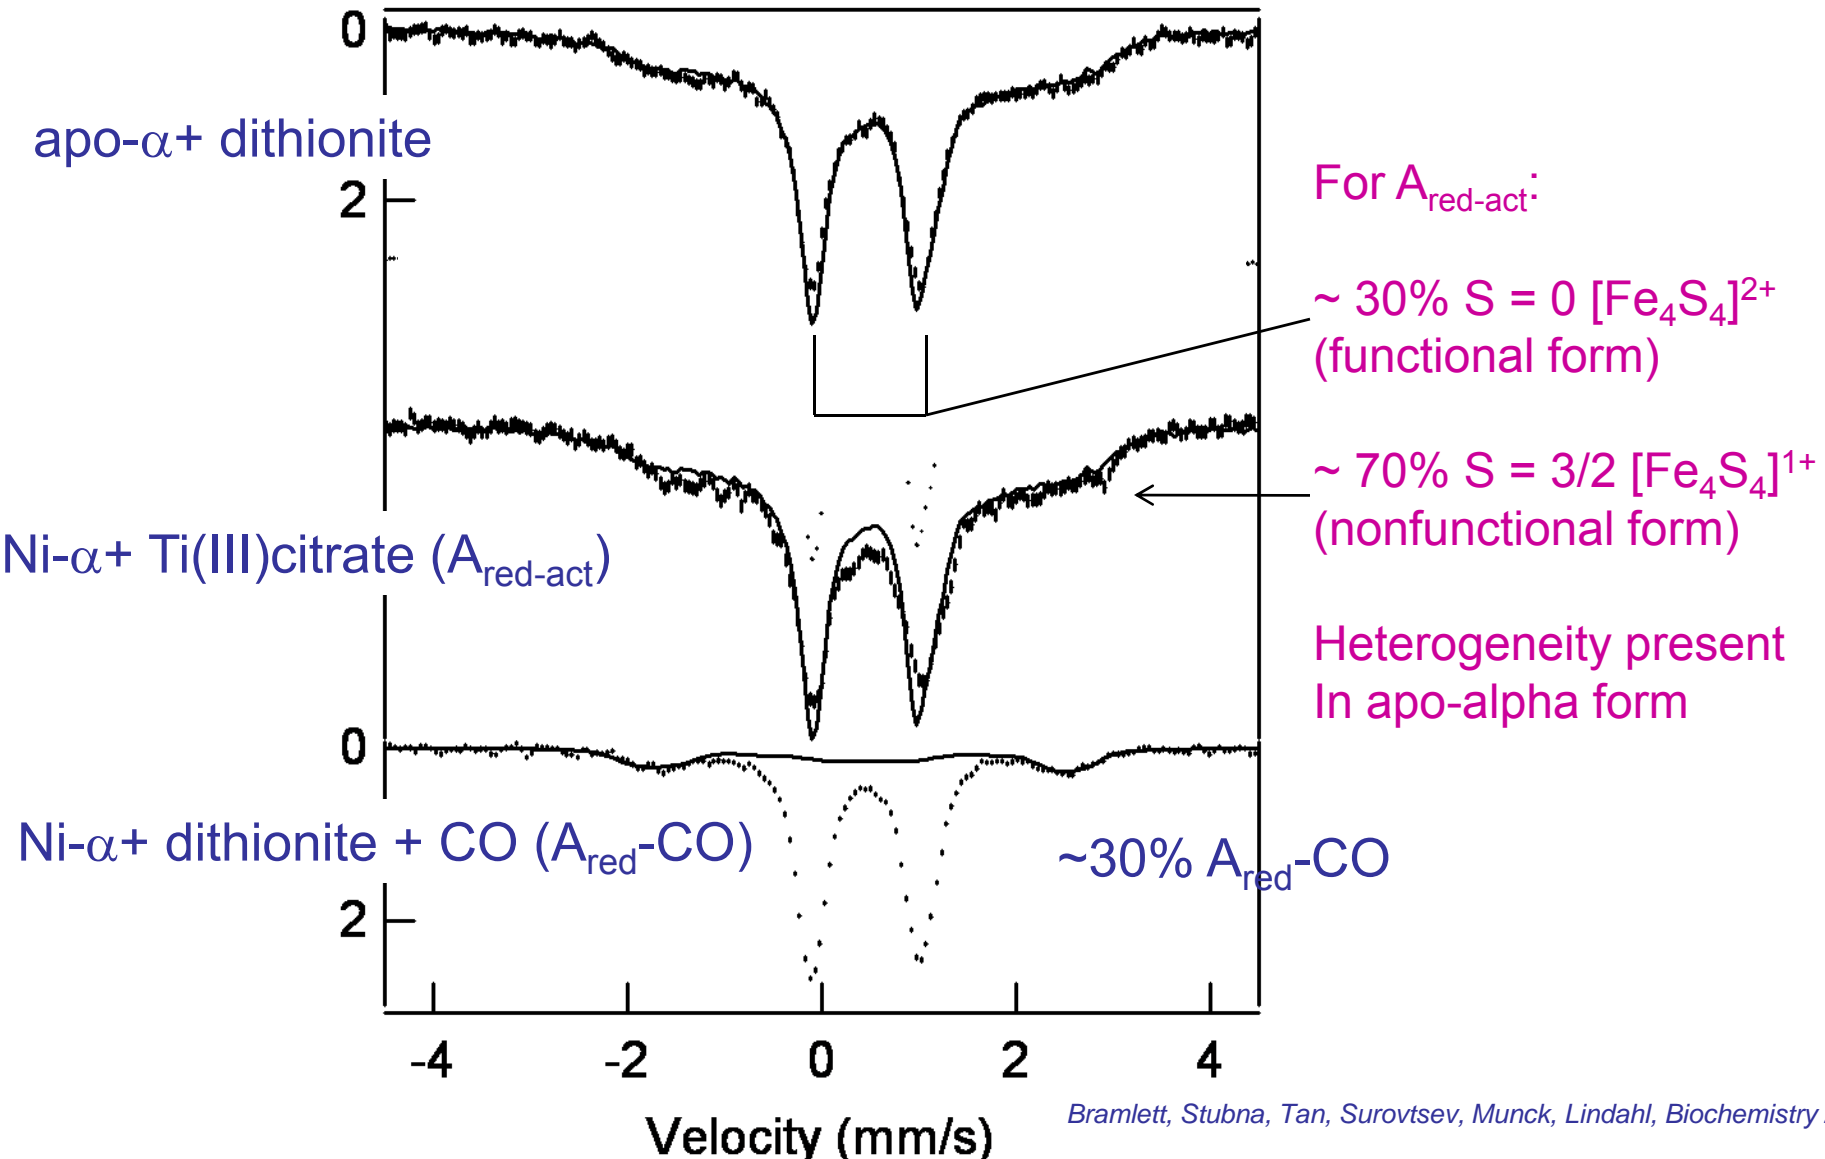 0
apo-α+ dithionite
2
For A_red-act:
~ 30% S = 0 [Fe₄S₄]²⁺
(functional form)
~ 70% S = 3/2 [Fe₄S₄]¹⁺
(nonfunctional form)
Ni-α+ Ti(III)citrate (A_red-act)
Heterogeneity present
In apo-alpha form
0
Ni-α+ dithionite + CO (A_red-CO)
~30% A_red-CO
2
-4 -2 0 2 4
Velocity (mm/s)
Bramlett, Stubna, Tan, Surovtsev, Munck, Lindahl, Biochemistry